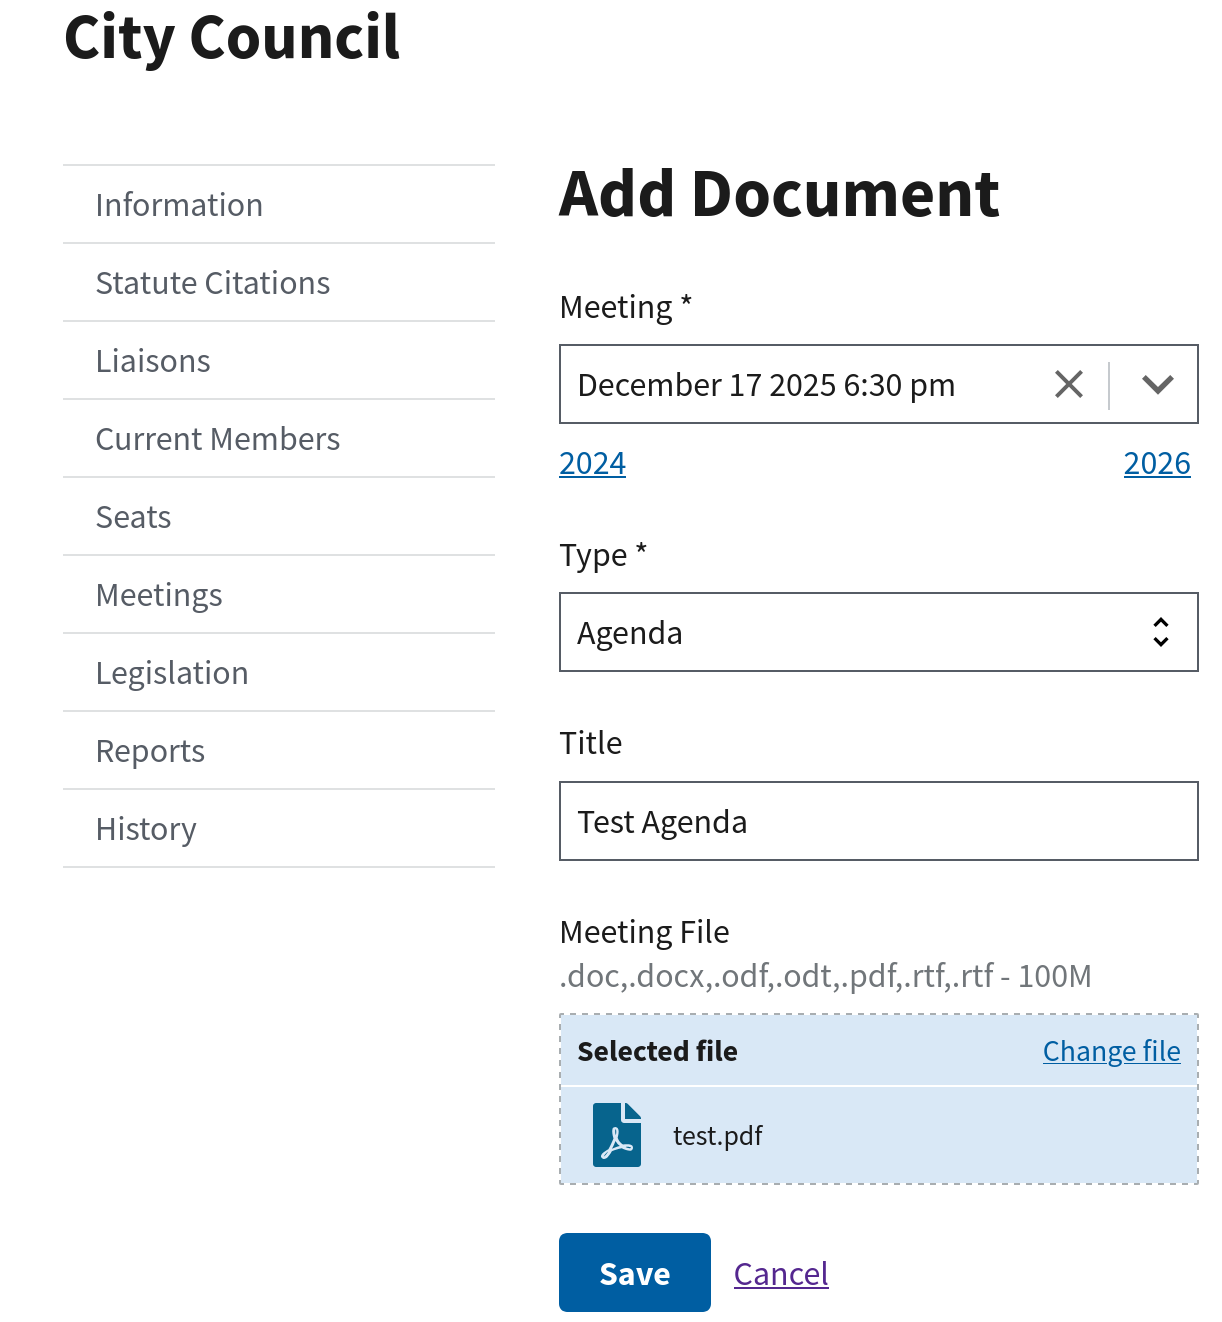 City Council
Information
Statute Citations
Liaisons
Current Members
Seats
Meetings
Legislation
Reports
History
Add Document
Meeting *
December 17 2025 6:30 pm
2024 2026
Type *
Agenda
Title
Test Agenda
Meeting File
.doc,.docx,.odf,.odt,.pdf,.rtf,.rtf - 100M
Selected file Change file
test.pdf
Save Cancel